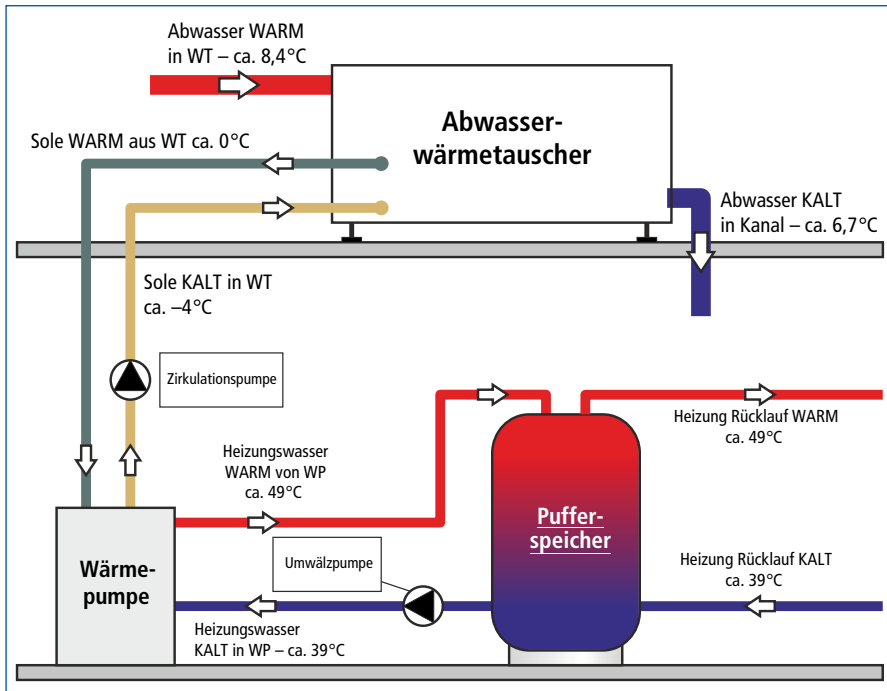 Abwasser WARM
in WT – ca. 8,4°C
Abwasser-
wärmetauscher
Sole WARM aus WT ca. 0°C
Abwasser KALT
in Kanal – ca. 6,7°C
Sole KALT in WT
ca. –4°C
Zirkulationspumpe
Heizung Rücklauf WARM
ca. 49°C
Heizungswasser
WARM von WP
ca. 49°C
Puffer-
speicher
Wärme-
pumpe
Umwälzpumpe
Heizung Rücklauf KALT
ca. 39°C
Heizungswasser
KALT in WP – ca. 39°C